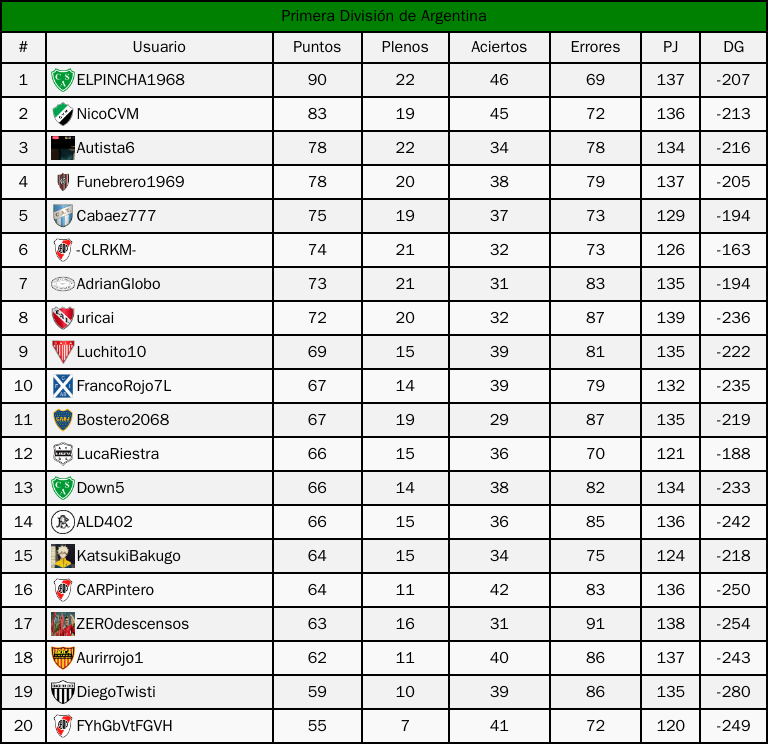 Primera División de Argentina
# Usuario Puntos Plenos Aciertos Errores PJ DG
1 ELPINCHA1968 90 22 46 69 137 -207
2 NicoCVM 83 19 45 72 136 -213
3 Autista6 78 22 34 78 134 -216
4 Funebrero1969 78 20 38 79 137 -205
5 Cabaez777 75 19 37 73 129 -194
6 -CLRKM- 74 21 32 73 126 -163
7 AdrianGlobo 73 21 31 83 135 -194
8 uricai 72 20 32 87 139 -236
9 Luchito10 69 15 39 81 135 -222
10 FrancoRojo7L 67 14 39 79 132 -235
11 Bostero2068 67 19 29 87 135 -219
12 LucaRiestra 66 15 36 70 121 -188
13 Down5 66 14 38 82 134 -233
14 ALD402 66 15 36 85 136 -242
15 KatsukiBakugo 64 15 34 75 124 -218
16 CARPintero 64 11 42 83 136 -250
17 ZER0descensos 63 16 31 91 138 -254
18 Aurirrojo1 62 11 40 86 137 -243
19 DiegoTwisti 59 10 39 86 135 -280
20 FYhGbVtFGVH 55 7 41 72 120 -249